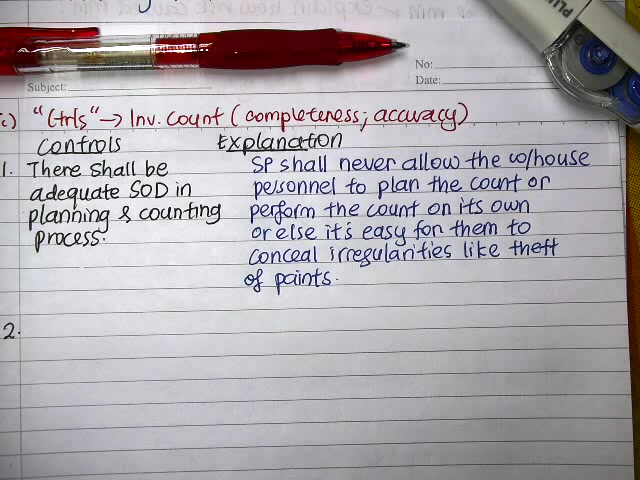 No:
Subject:
Date:
c) "Ctrls" → Inv. count (completeness; accuracy)
Controls Explanation
1. There shall be adequate SOD in planning & counting process.
SP shall never allow the w/house
personnel to plan the count or
perform the count on its own
or else it's easy for them to
conceal irregularities like theft
of paints.
2.